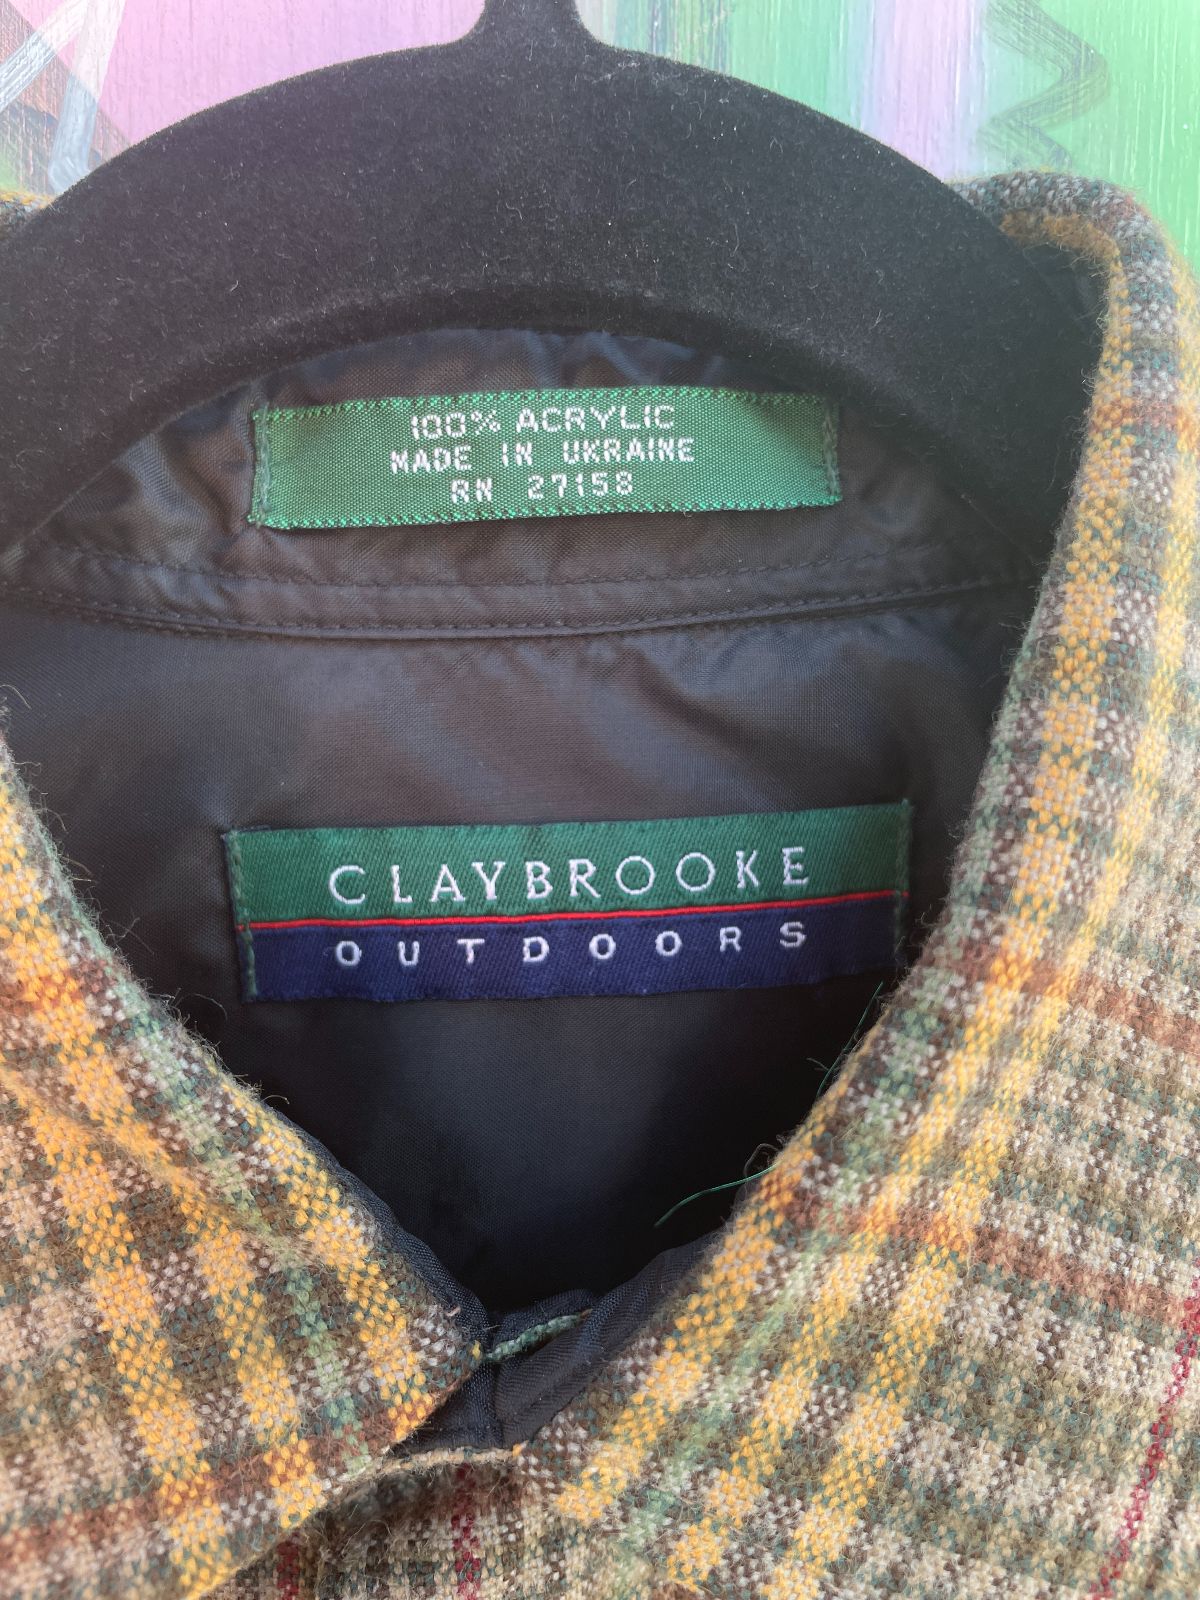 100% ACRYLIC
MADE IN UKRAINE
RN 27158
CLAYBROOKE
OUTDOORS